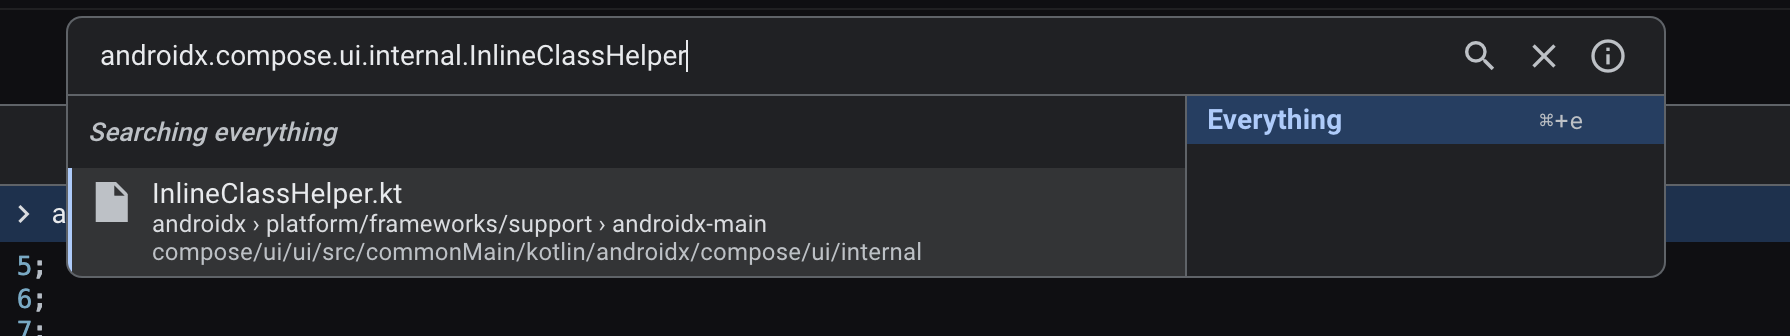 androidx.compose.ui.internal.InlineClassHelper
Searching everything
Everything ⌘+e
InlineClassHelper.kt
androidx › platform/frameworks/support › androidx-main
compose/ui/ui/src/commonMain/kotlin/androidx/compose/ui/internal
a
5;
6;
7;